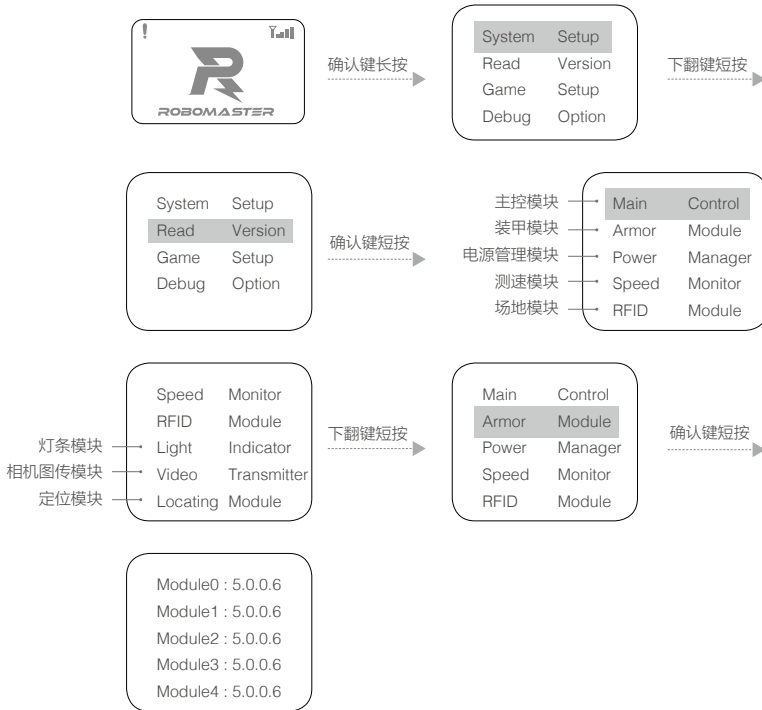 !
ROBOMASTER
确认键长按
System Setup
Read Version
Game Setup
Debug Option
下翻键短按
System Setup
Read Version
Game Setup
Debug Option
确认键短按
主控模块 Main Control
装甲模块 Armor Module
电源管理模块 Power Manager
测速模块 Speed Monitor
场地模块 RFID Module
Speed Monitor
RFID Module
灯条模块 Light Indicator
相机图传模块 Video Transmitter
定位模块 Locating Module
下翻键短按
Main Control
Armor Module
Power Manager
Speed Monitor
RFID Module
确认键短按
Module0 : 5.0.0.6
Module1 : 5.0.0.6
Module2 : 5.0.0.6
Module3 : 5.0.0.6
Module4 : 5.0.0.6